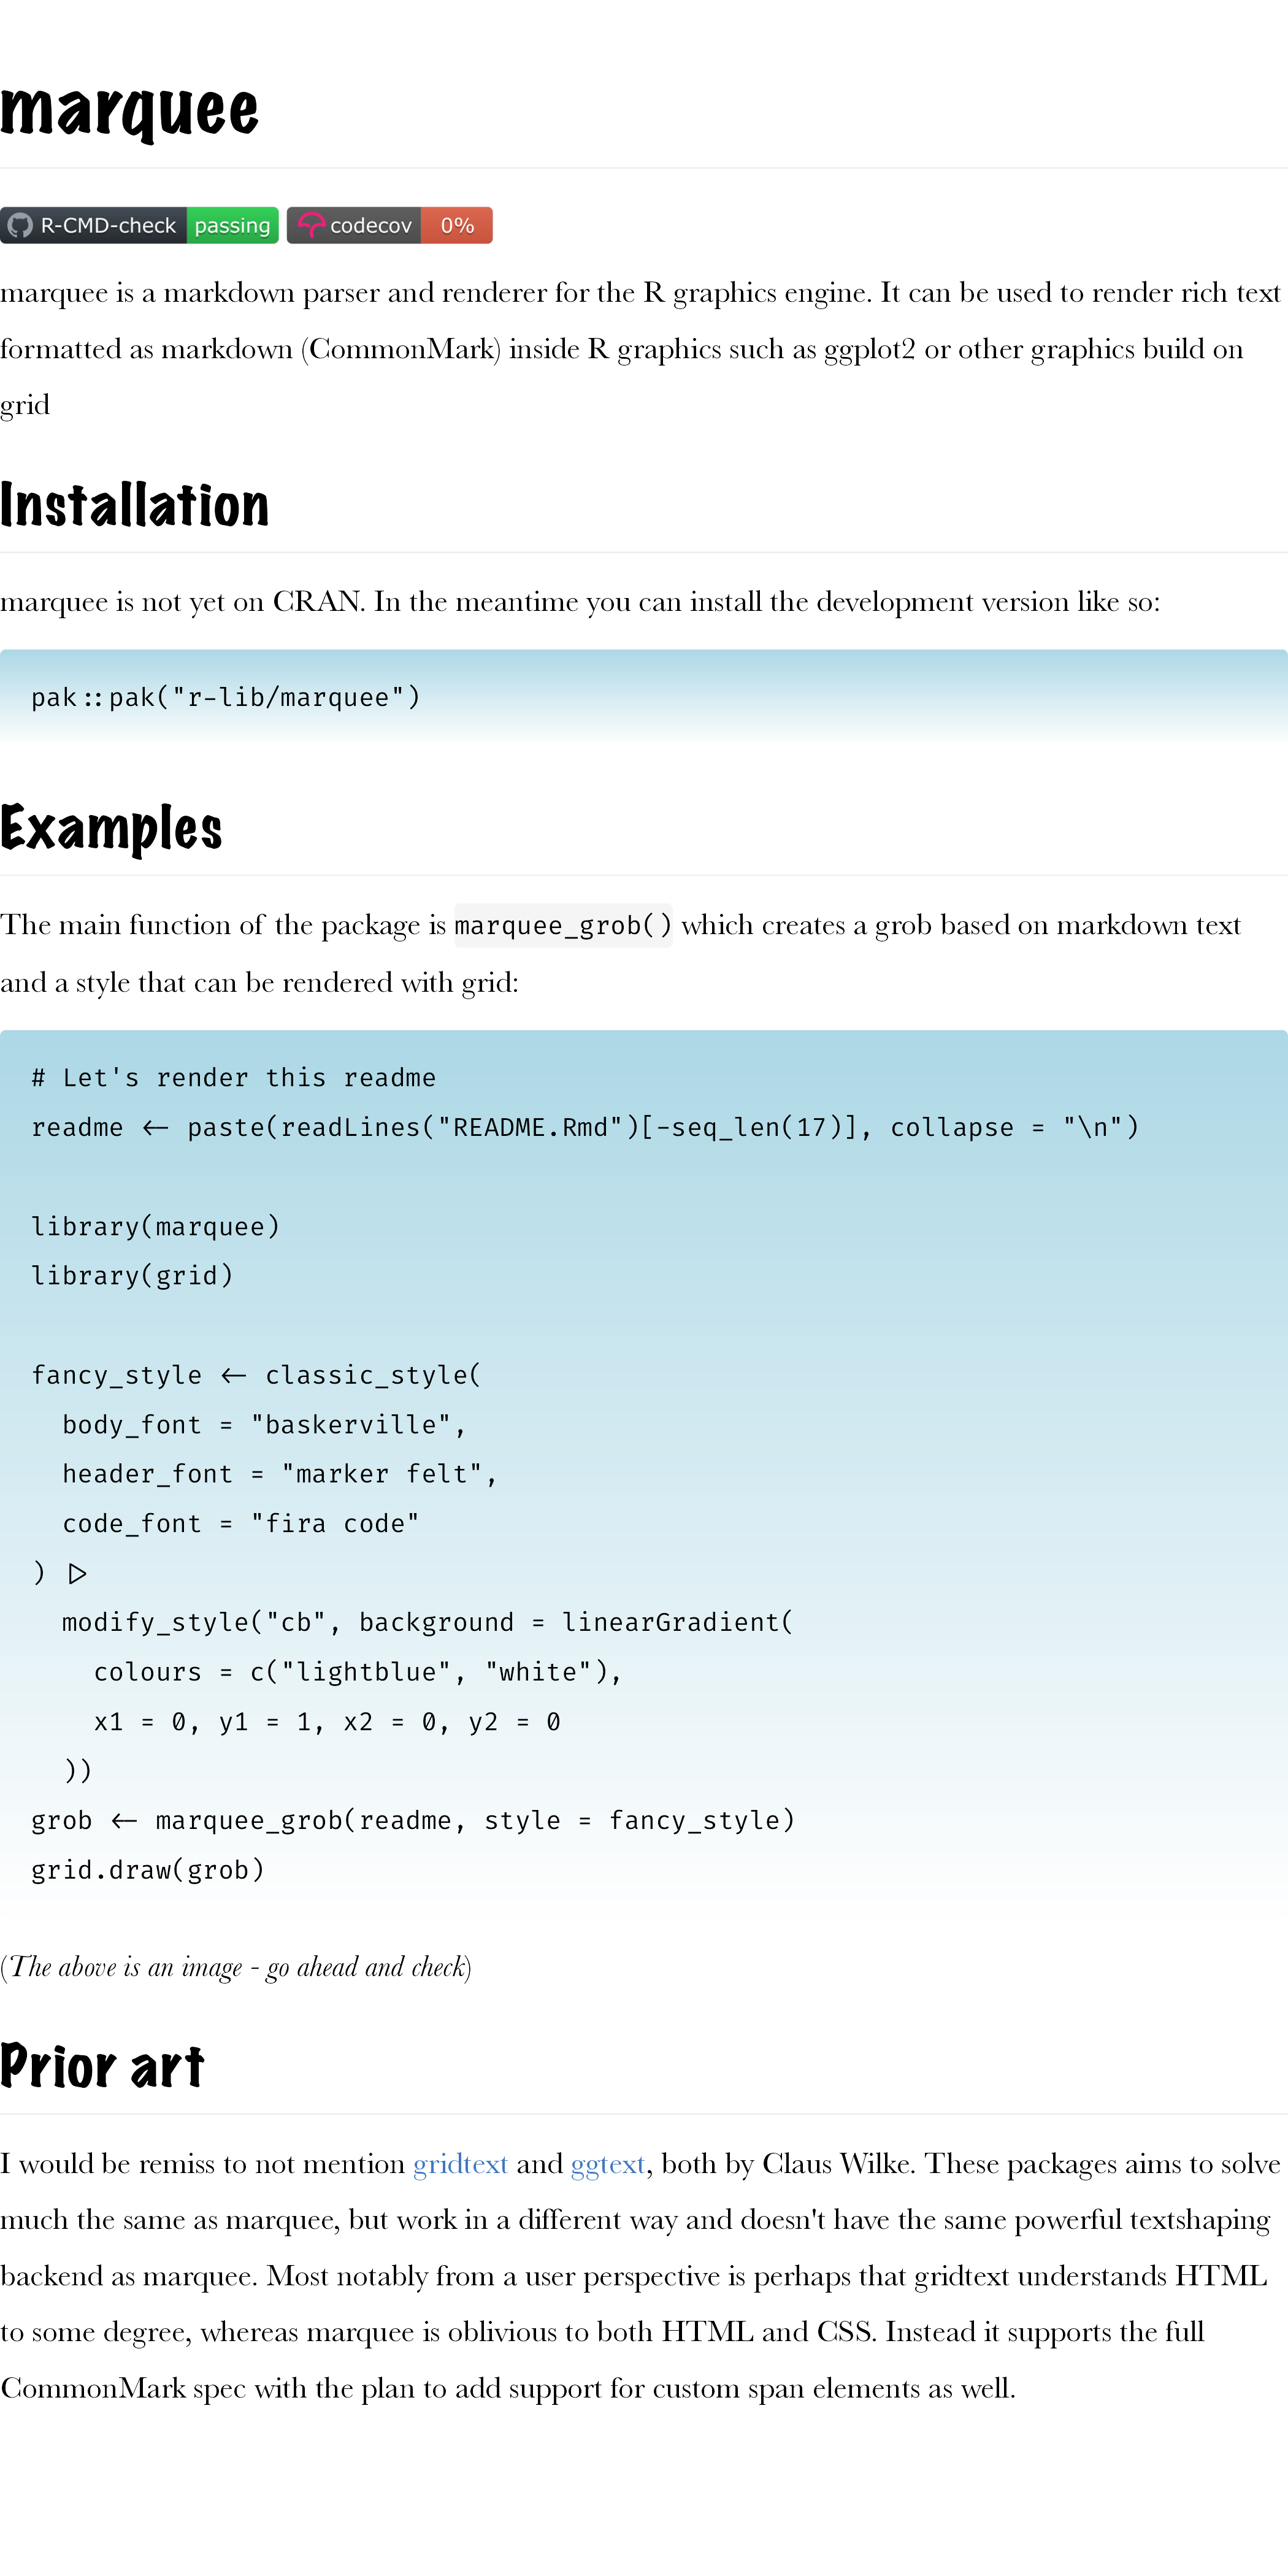 marquee
R-CMD-check passing codecov 0%
marquee is a markdown parser and renderer for the R graphics engine. It can be used to render rich text
formatted as markdown (CommonMark) inside R graphics such as ggplot2 or other graphics build on
grid
Installation
marquee is not yet on CRAN. In the meantime you can install the development version like so:
pak::pak("r-lib/marquee")
Examples
The main function of the package is marquee_grob() which creates a grob based on markdown text
and a style that can be rendered with grid:
# Let's render this readme
readme <- paste(readLines("README.Rmd")[-seq_len(17)], collapse = "\n")
library(marquee)
library(grid)
fancy_style <- classic_style(
  body_font = "baskerville",
  header_font = "marker felt",
  code_font = "fira code"
) |>
  modify_style("cb", background = linearGradient(
    colours = c("lightblue", "white"),
    x1 = 0, y1 = 1, x2 = 0, y2 = 0
  ))
grob <- marquee_grob(readme, style = fancy_style)
grid.draw(grob)
(The above is an image - go ahead and check)
Prior art
I would be remiss to not mention gridtext and ggtext, both by Claus Wilke. These packages aims to solve
much the same as marquee, but work in a different way and doesn't have the same powerful textshaping
backend as marquee. Most notably from a user perspective is perhaps that gridtext understands HTML
to some degree, whereas marquee is oblivious to both HTML and CSS. Instead it supports the full
CommonMark spec with the plan to add support for custom span elements as well.